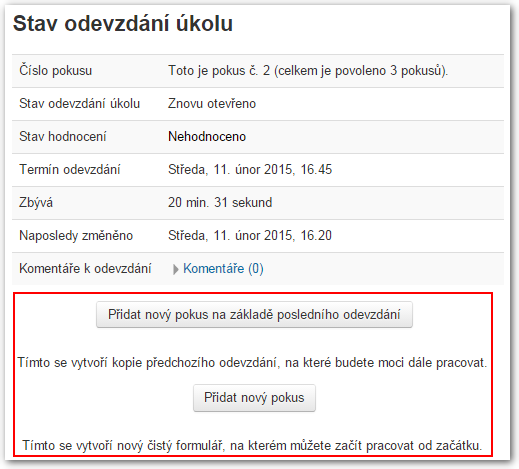 Stav odevzdání úkolu
Číslo pokusu Toto je pokus č. 2 (celkem je povoleno 3 pokusů).
Stav odevzdání úkolu Znovu otevřeno
Stav hodnocení Nehodnoceno
Termín odevzdání Středa, 11. únor 2015, 16.45
Zbývá 20 min. 31 sekund
Naposledy změněno Středa, 11. únor 2015, 16.20
Komentáře k odevzdání Komentáře (0)
Přidat nový pokus na základě posledního odevzdání
Tímto se vytvoří kopie předchozího odevzdání, na které budete moci dále pracovat.
Přidat nový pokus
Tímto se vytvoří nový čistý formulář, na kterém můžete začít pracovat od začátku.